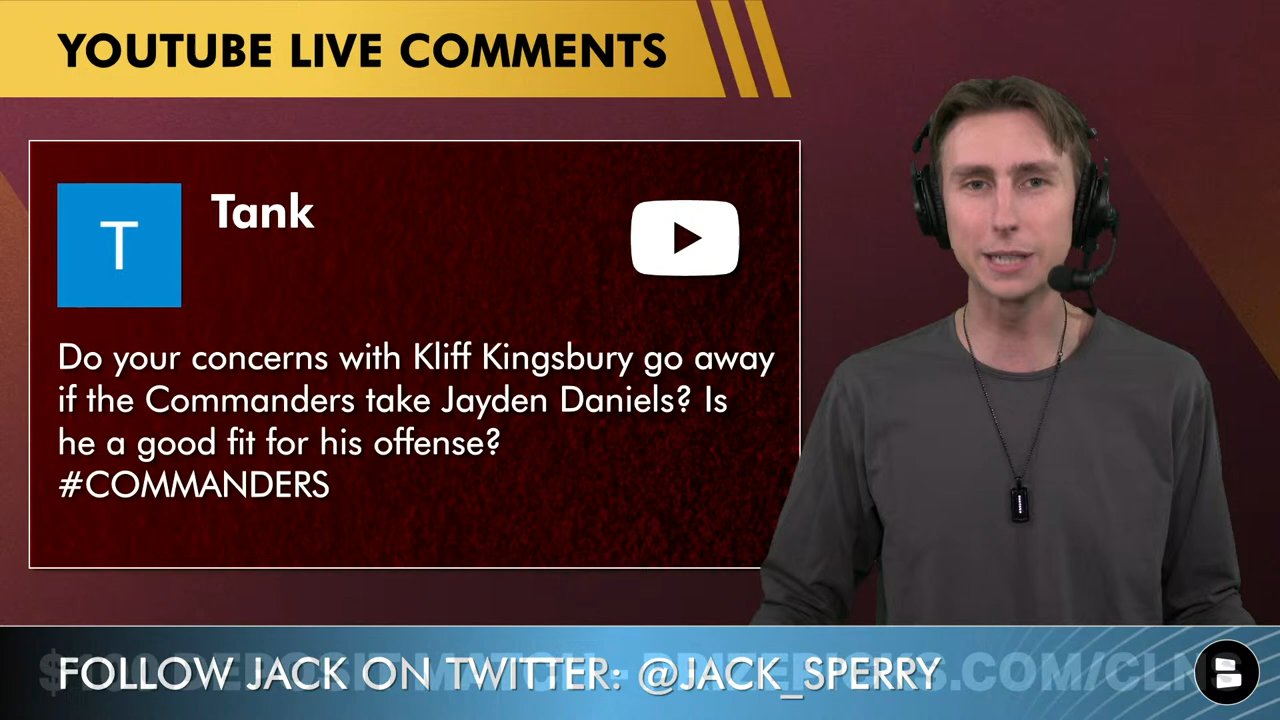 YOUTUBE LIVE COMMENTS
T
Tank
Do your concerns with Kliff Kingsbury go away
if the Commanders take Jayden Daniels? Is
he a good fit for his offense?
#COMMANDERS
FOLLOW JACK ON TWITTER: @JACK_SPERRY